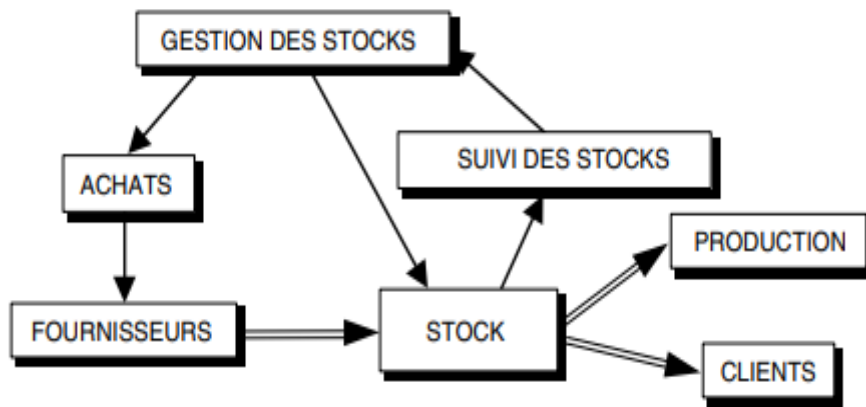 GESTION DES STOCKS
SUIVI DES STOCKS
ACHATS
PRODUCTION
FOURNISSEURS
STOCK
CLIENTS